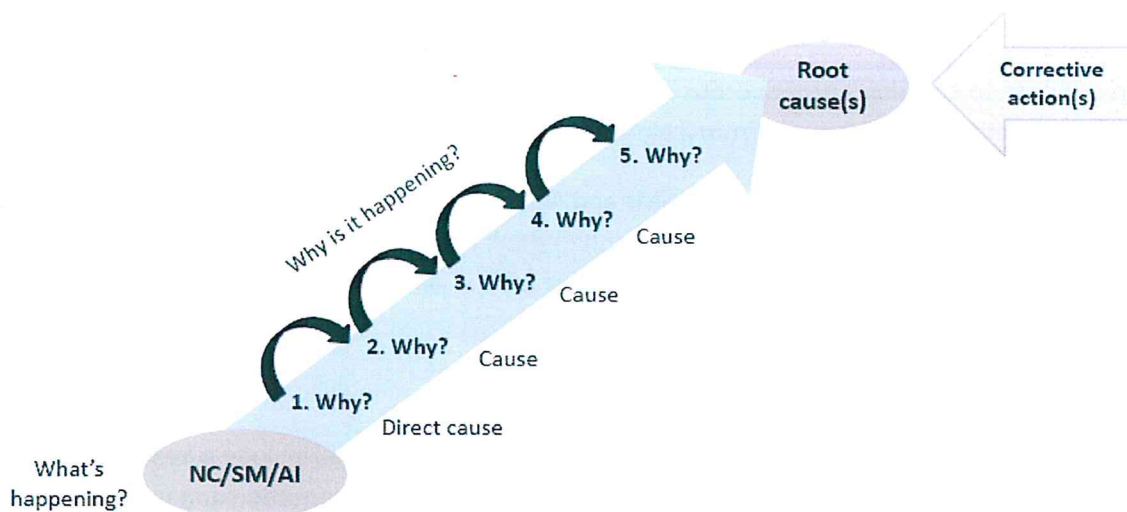 Root
cause(s)
Corrective
action(s)
Why is it happening?
5. Why?
4. Why?
Cause
3. Why?
Cause
2. Why?
Cause
1. Why?
Direct cause
What's
happening?
NC/SM/AI